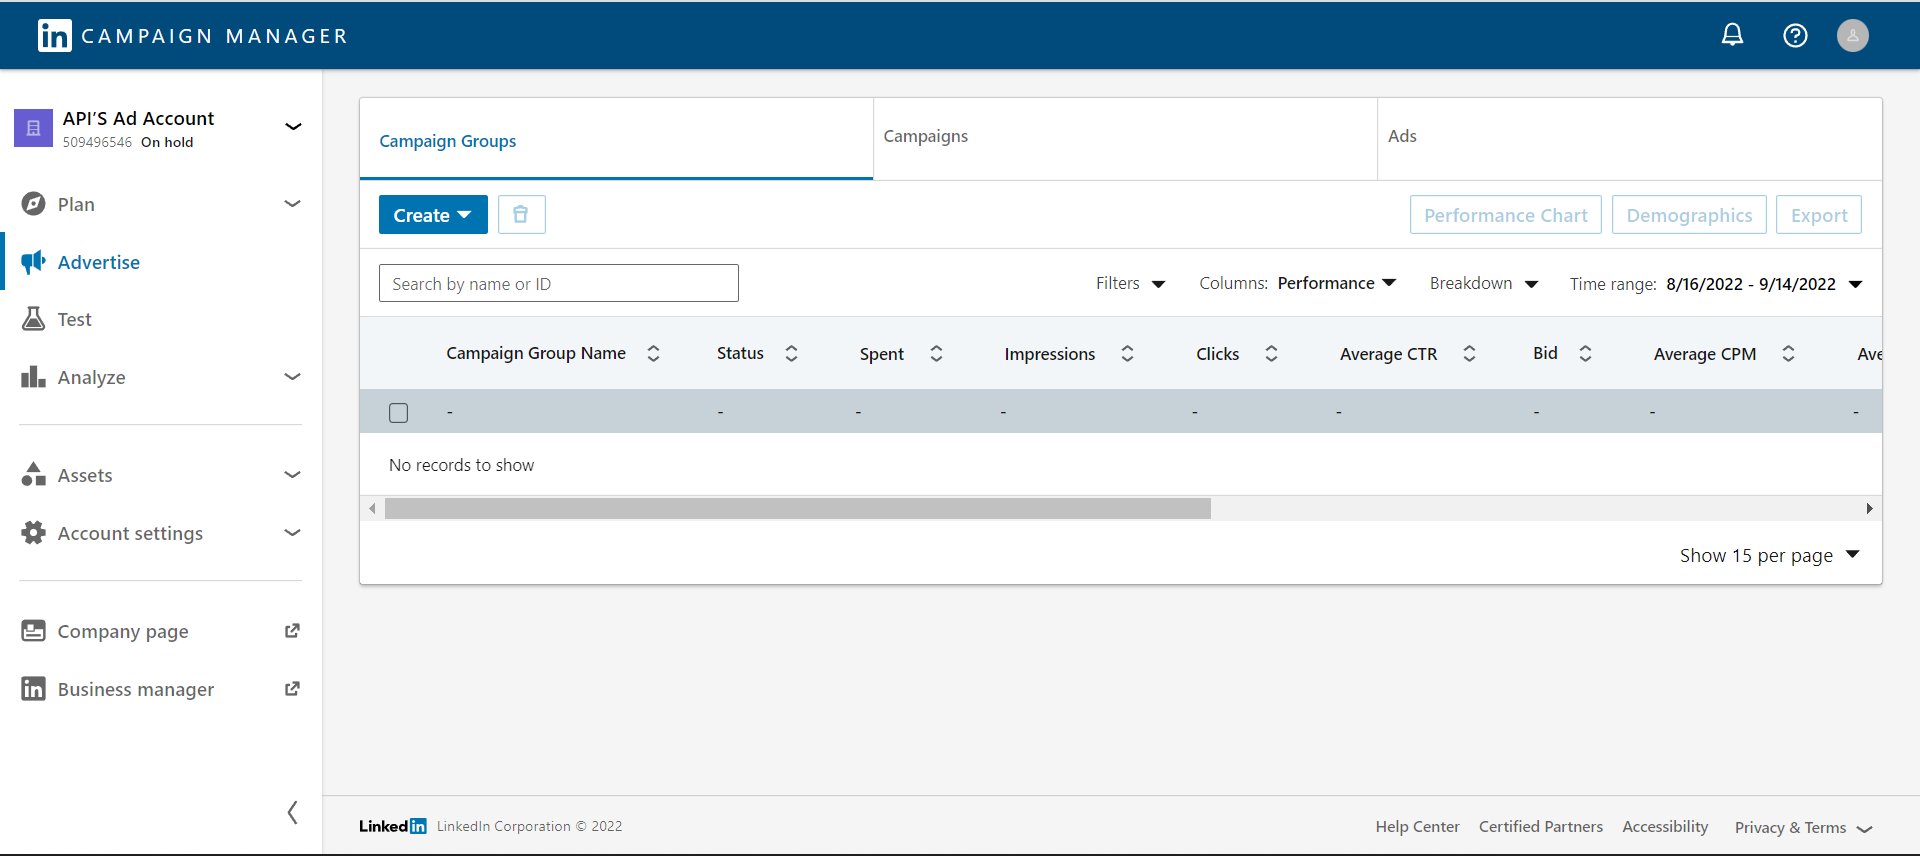 in CAMPAIGN MANAGER
API'S Ad Account
509496546 On hold
Plan
Advertise
Test
Analyze
Assets
Account settings
Company page
in Business manager
Campaign Groups
Campaigns
Ads
Create
Performance Chart
Demographics
Export
Search by name or ID
Filters
Columns: Performance
Breakdown
Time range: 8/16/2022 - 9/14/2022
Campaign Group Name Status Spent Impressions Clicks Average CTR Bid Average CPM Ave
- - - - - - - - -
No records to show
Show 15 per page
LinkedIn LinkedIn Corporation © 2022
Help Center Certified Partners Accessibility Privacy & Terms